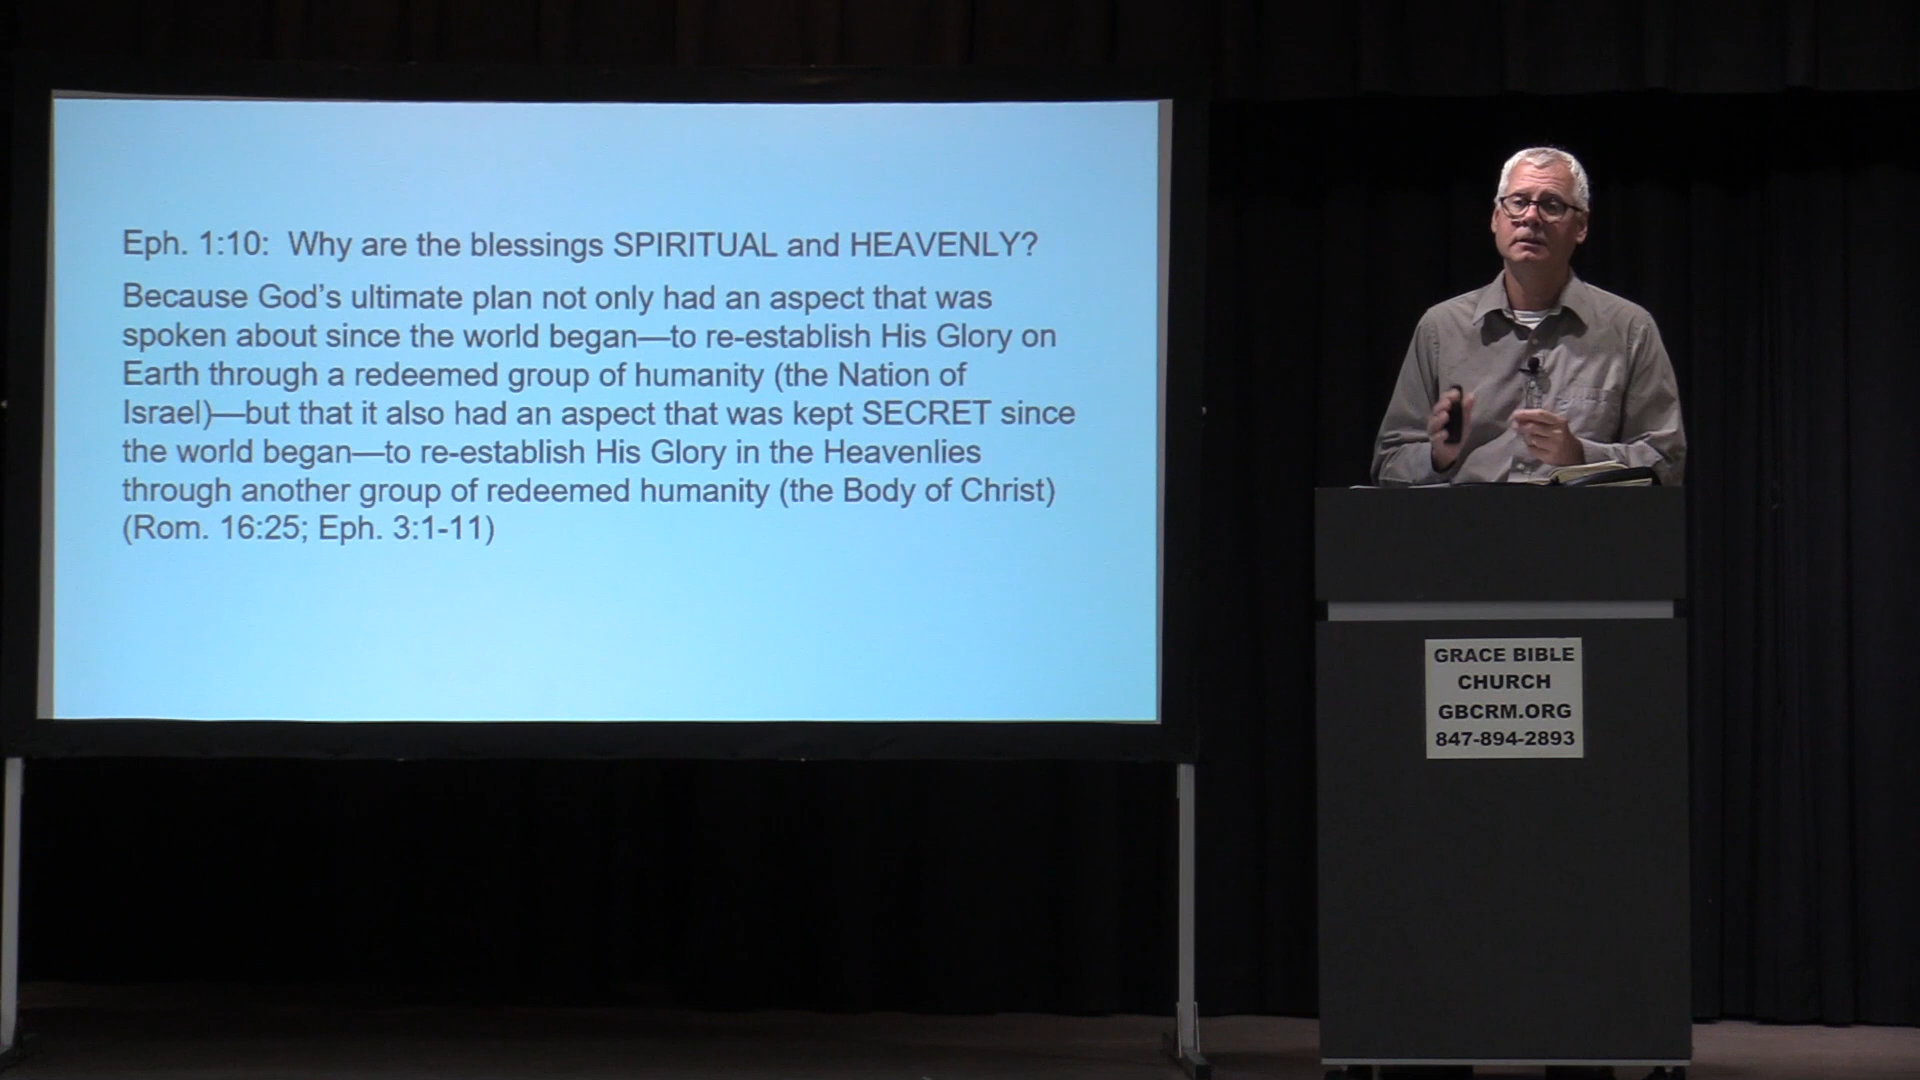 Eph. 1:10:  Why are the blessings SPIRITUAL and HEAVENLY?
Because God’s ultimate plan not only had an aspect that was
spoken about since the world began—to re-establish His Glory on
Earth through a redeemed group of humanity (the Nation of
Israel)—but that it also had an aspect that was kept SECRET since
the world began—to re-establish His Glory in the Heavenlies
through another group of redeemed humanity (the Body of Christ)
(Rom. 16:25; Eph. 3:1-11)
GRACE BIBLE
CHURCH
GBCRM.ORG
847-894-2893